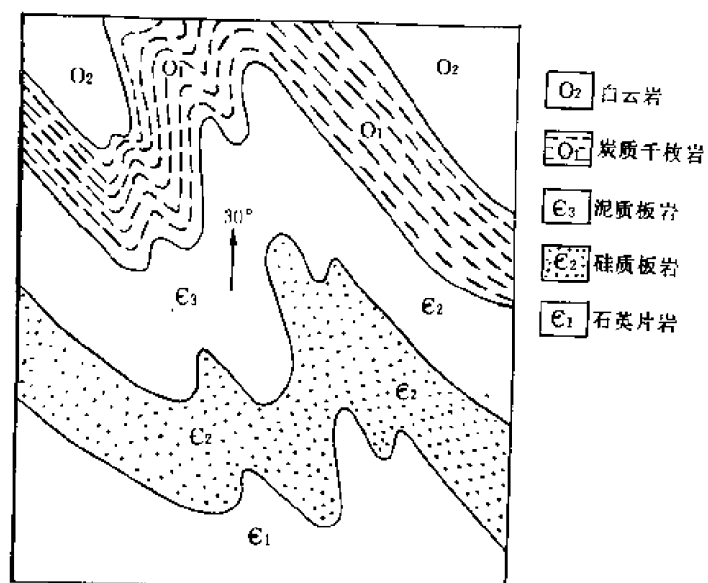 O₂
O₁
O₂
O₁
30°
Є₃
Є₂
Є₂
Є₂
Є₁
O₂ 白云岩
O₁ 炭质千枚岩
Є₃ 泥质板岩
Є₂ 硅质板岩
Є₁ 石英片岩